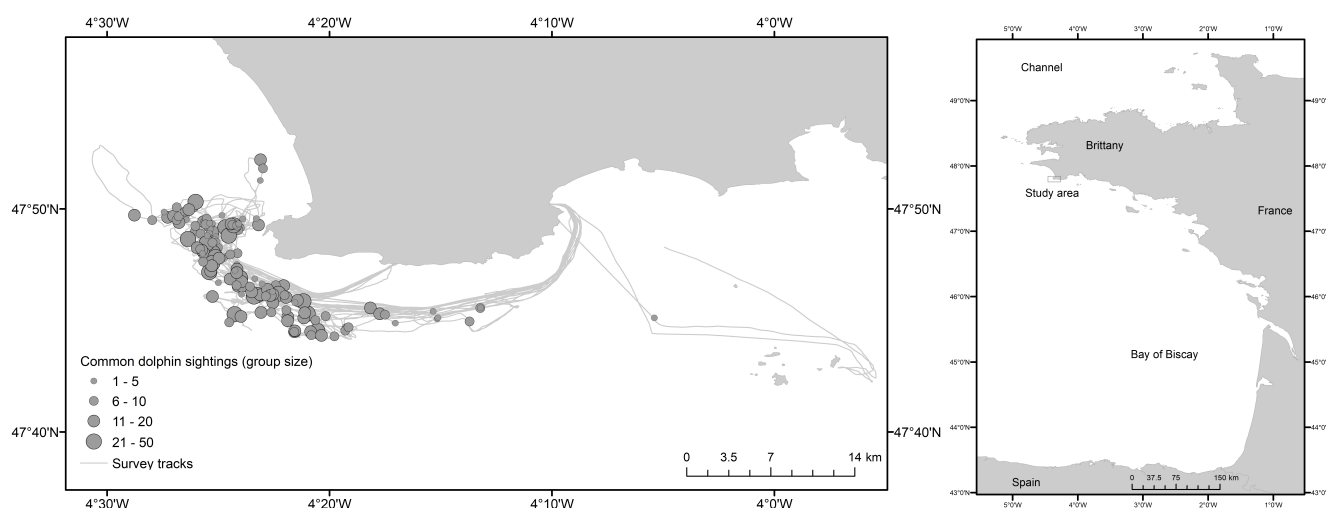 4°30'W 4°20'W 4°10'W 4°0'W
47°50'N 47°50'N
Common dolphin sightings (group size)
1 - 5
6 - 10
11 - 20
21 - 50
Survey tracks
47°40'N 47°40'N
0 3.5 7 14 km
4°30'W 4°20'W 4°10'W 4°0'W
5°0'W 4°0'W 3°0'W 2°0'W 1°0'W
Channel
49°0'N 49°0'
Brittany
48°0'N 48°0'
Study area
France
47°0'N 47°0'
46°0'N 46°0'
Bay of Biscay
45°0'N 45°0'
44°0'N 44°0'
Spain
0 37.5 75 150 km
43°0'N 43°0'
5°0'W 4°0'W 3°0'W 2°0'W 1°0'W